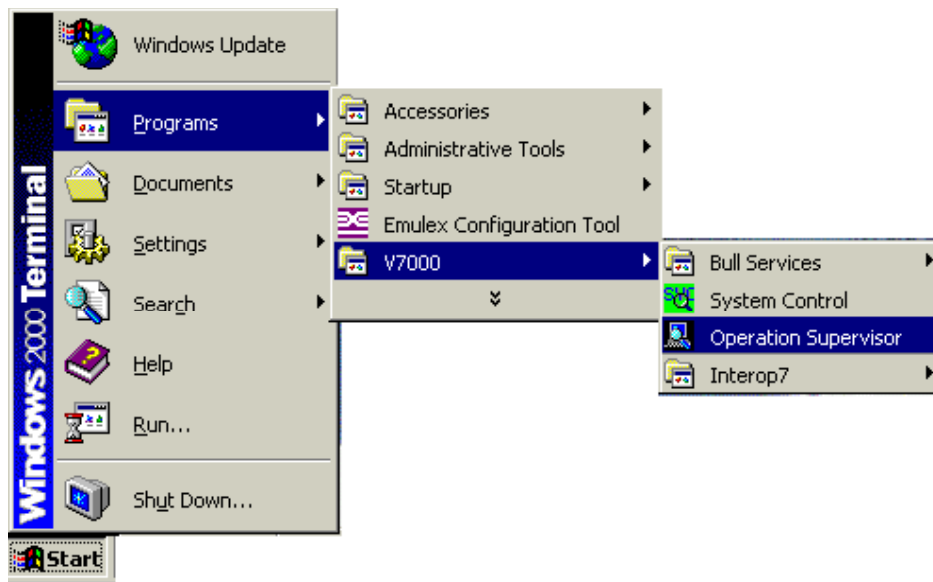 Windows Update
Programs
Documents
Settings
Search
Help
Run...
Shut Down...
Windows 2000 Terminal
Start
Accessories
Administrative Tools
Startup
Emulex Configuration Tool
V7000
Bull Services
System Control
Operation Supervisor
Interop7